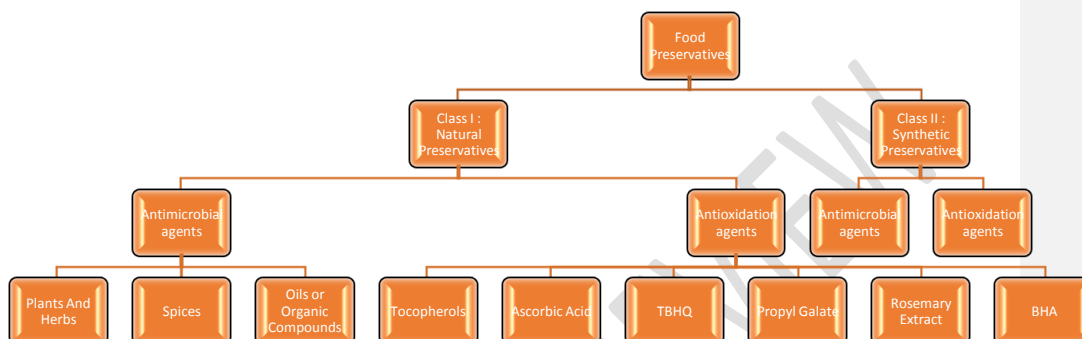 Food
Preservatives
Class I :
Natural
Preservatives
Class II :
Synthetic
Preservatives
Antimicrobial
agents
Antioxidation
agents
Antimicrobial
agents
Antioxidation
agents
Plants And
Herbs
Spices
Oils or
Organic
Compounds
Tocopherols
Ascorbic Acid
TBHQ
Propyl Galate
Rosemary
Extract
BHA